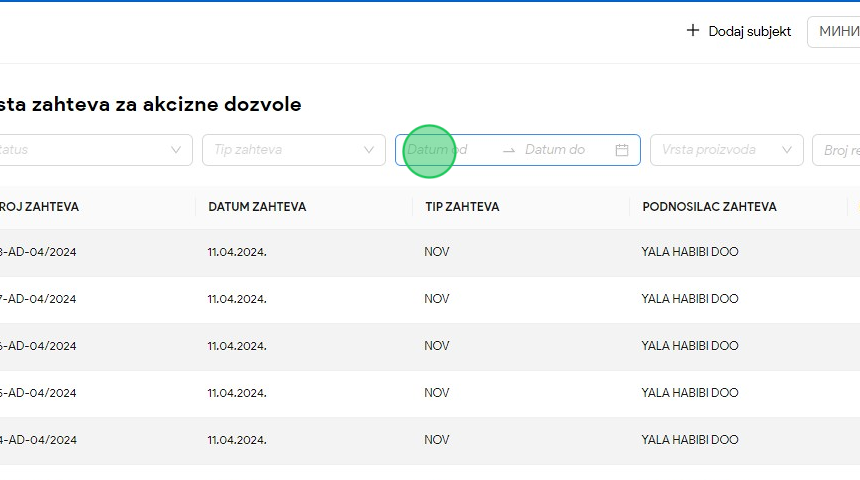 Dodaj subjekt
МИНИ
sta zahteva za akcizne dozvole
tatus
Tip zahteva
Datum od
Datum do
Vrsta proizvoda
Broj re
ROJ ZAHTEVA DATUM ZAHTEVA TIP ZAHTEVA PODNOSILAC ZAHTEVA
8-AD-04/2024 11.04.2024. NOV YALA HABIBI DOO
7-AD-04/2024 11.04.2024. NOV YALA HABIBI DOO
6-AD-04/2024 11.04.2024. NOV YALA HABIBI DOO
5-AD-04/2024 11.04.2024. NOV YALA HABIBI DOO
4-AD-04/2024 11.04.2024. NOV YALA HABIBI DOO